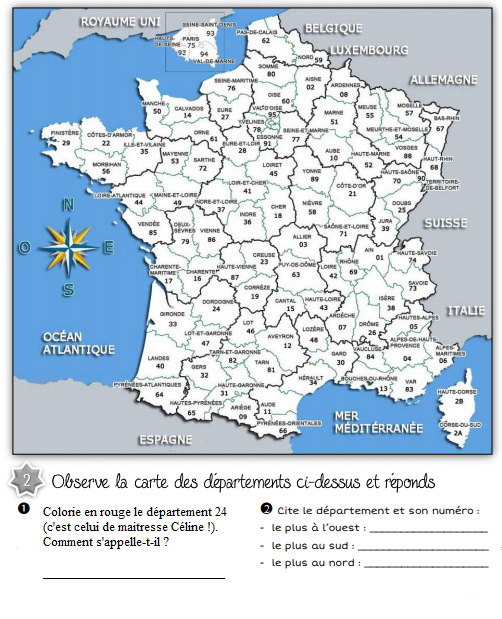 ROYAUME UNI
SEINE-SAINT-DENIS
93
HAUTS-DE-SEINE
92
PARIS
75
94
VAL-DE-MARNE
PAS-DE-CALAIS
62
BELGIQUE
LUXEMBOURG
NORD 59
SOMME
80
ALLEMAGNE
SEINE-MARITIME
76
AISNE
02
ARDENNES
08
OISE
60
MANCHE
50
CALVADOS
14
EURE
27
VAL-D'OISE
95
YVELINES
78
ESSONNE
91
SEINE-ET-MARNE
77
MARNE
51
MEUSE
55
MOSELLE
57
BAS-RHIN
67
MEURTHE-ET-MOSELLE
54
ORNE
61
EURE-ET-LOIR
28
AUBE
10
HAUTE-MARNE
52
VOSGES
88
HAUT-RHIN
68
FINISTÈRE
29
CÔTES-D'ARMOR
22
ILLE-ET-VILAINE
35
MAYENNE
53
SARTHE
72
MORBIHAN
56
LOIRET
45
YONNE
89
HAUTE-SAÔNE
70
90
TERRITOIRE-DE-BELFORT
LOIRE-ATLANTIQUE
44
MAINE-ET-LOIRE
49
LOIR-ET-CHER
41
INDRE-ET-LOIRE
37
CÔTE-D'OR
21
DOUBS
25
NIÈVRE
58
CHER
18
INDRE
36
SAÔNE-ET-LOIRE
71
JURA
39
SUISSE
N
O
E
S
VENDÉE
85
DEUX-SÈVRES
79
VIENNE
86
ALLIER
03
AIN
01
HAUTE-SAVOIE
74
CREUSE
23
HAUTE-VIENNE
87
CHARENTE-MARITIME
17
CHARENTE
16
PUY-DE-DÔME
63
LOIRE
42
RHÔNE
69
SAVOIE
73
ISÈRE
38
CORRÈZE
19
DORDOGNE
24
CANTAL
15
HAUTE-LOIRE
43
ITALIE
GIRONDE
33
ARDÈCHE
07
DRÔME
26
HAUTES-ALPES
05
OCÉAN
ATLANTIQUE
LOT
46
LOT-ET-GARONNE
47
AVEYRON
12
LOZÈRE
48
ALPES-DE-HAUTE-PROVENCE
04
ALPES-MARITIMES
06
VAUCLUSE
84
TARN-ET-GARONNE
82
LANDES
40
GERS
32
TARN
81
GARD
30
HÉRAULT
34
BOUCHES-DU-RHÔNE
13
VAR
83
PYRÉNÉES-ATLANTIQUES
64
HAUTE-GARONNE
31
HAUTES-PYRÉNÉES
65
ARIÈGE
09
AUDE
11
PYRÉNÉES-ORIENTALES
66
HAUTE-CORSE
2B
CORSE-DU-SUD
2A
MER
MÉDITÉRRANÉE
ESPAGNE
2 Observe la carte des départements ci-dessus et réponds
❶ Colorie en rouge le département 24
(c'est celui de maitresse Céline !).
Comment s'appelle-t-il ?
❷ Cite le département et son numéro :
- le plus à l'ouest :
- le plus au sud :
- le plus au nord :